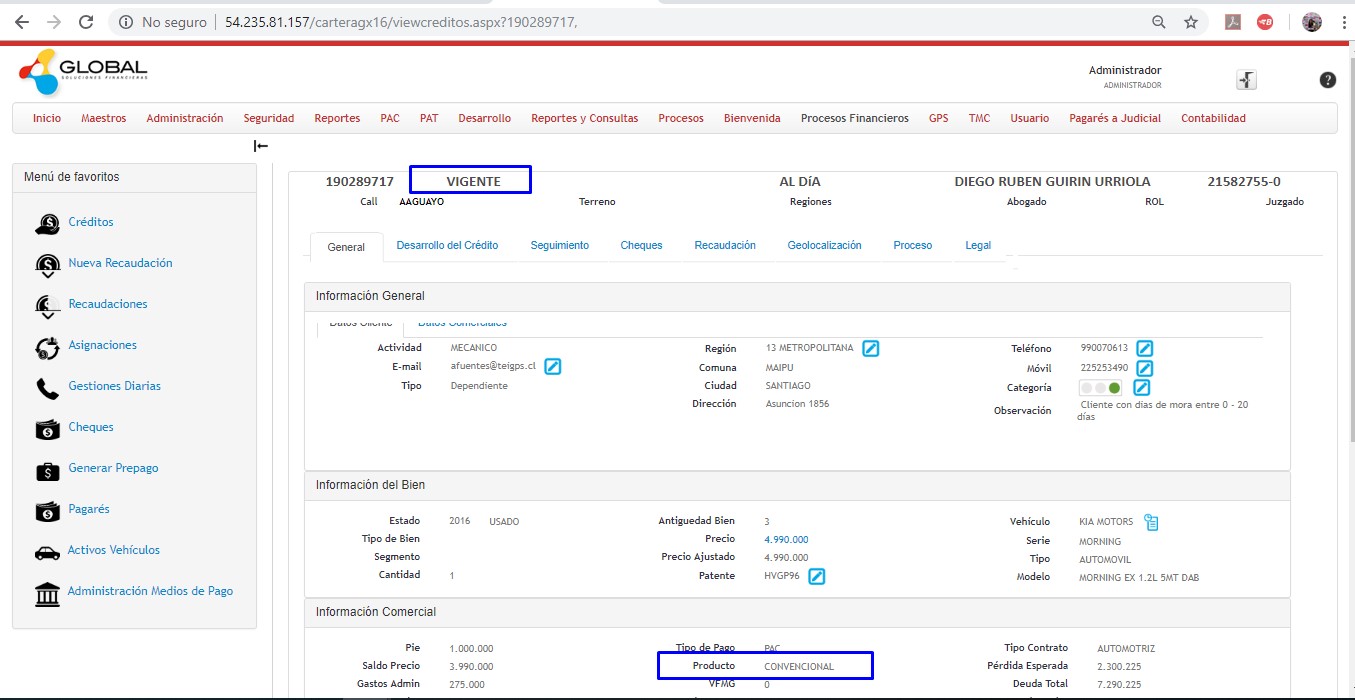 No seguro | 54.235.81.157/carteragx16/viewcreditos.aspx?190289717,
GLOBAL
SOLUCIONES FINANCIERAS
Administrador
ADMINISTRADOR
Inicio Maestros Administración Seguridad Reportes PAC PAT Desarrollo Reportes y Consultas Procesos Bienvenida Procesos Financieros GPS TMC Usuario Pagarés a Judicial Contabilidad
Menú de favoritos
Créditos
Nueva Recaudación
Recaudaciones
Asignaciones
Gestiones Diarias
Cheques
Generar Prepago
Pagarés
Activos Vehículos
Administración Medios de Pago
190289717 VIGENTE AL DíA DIEGO RUBEN GUIRIN URRIOLA 21582755-0
Call AAGUAYO Terreno Regiones Abogado ROL Juzgado
General Desarrollo del Crédito Seguimiento Cheques Recaudación Geolocalización Proceso Legal
Información General
Datos Cliente Datos Comerciales
Actividad MECANICO Región 13 METROPOLITANA Teléfono 990070613
E-mail afuentes@teigps.cl Comuna MAIPU Móvil 225253490
Tipo Dependiente Ciudad SANTIAGO Categoría
Dirección Asuncion 1856 Observación Cliente con dias de mora entre 0 - 20
días
Información del Bien
Estado 2016 USADO Antiguedad Bien 3 Vehículo KIA MOTORS
Tipo de Bien Precio 4.990.000 Serie MORNING
Segmento Precio Ajustado 4.990.000 Tipo AUTOMOVIL
Cantidad 1 Patente HVGP96 Modelo MORNING EX 1.2L 5MT DAB
Información Comercial
Pie 1.000.000 Tipo de Pago PAC Tipo Contrato AUTOMOTRIZ
Saldo Precio 3.990.000 Producto CONVENCIONAL Pérdida Esperada 2.300.225
Gastos Admin 275.000 VFMG 0 Deuda Total 7.290.225